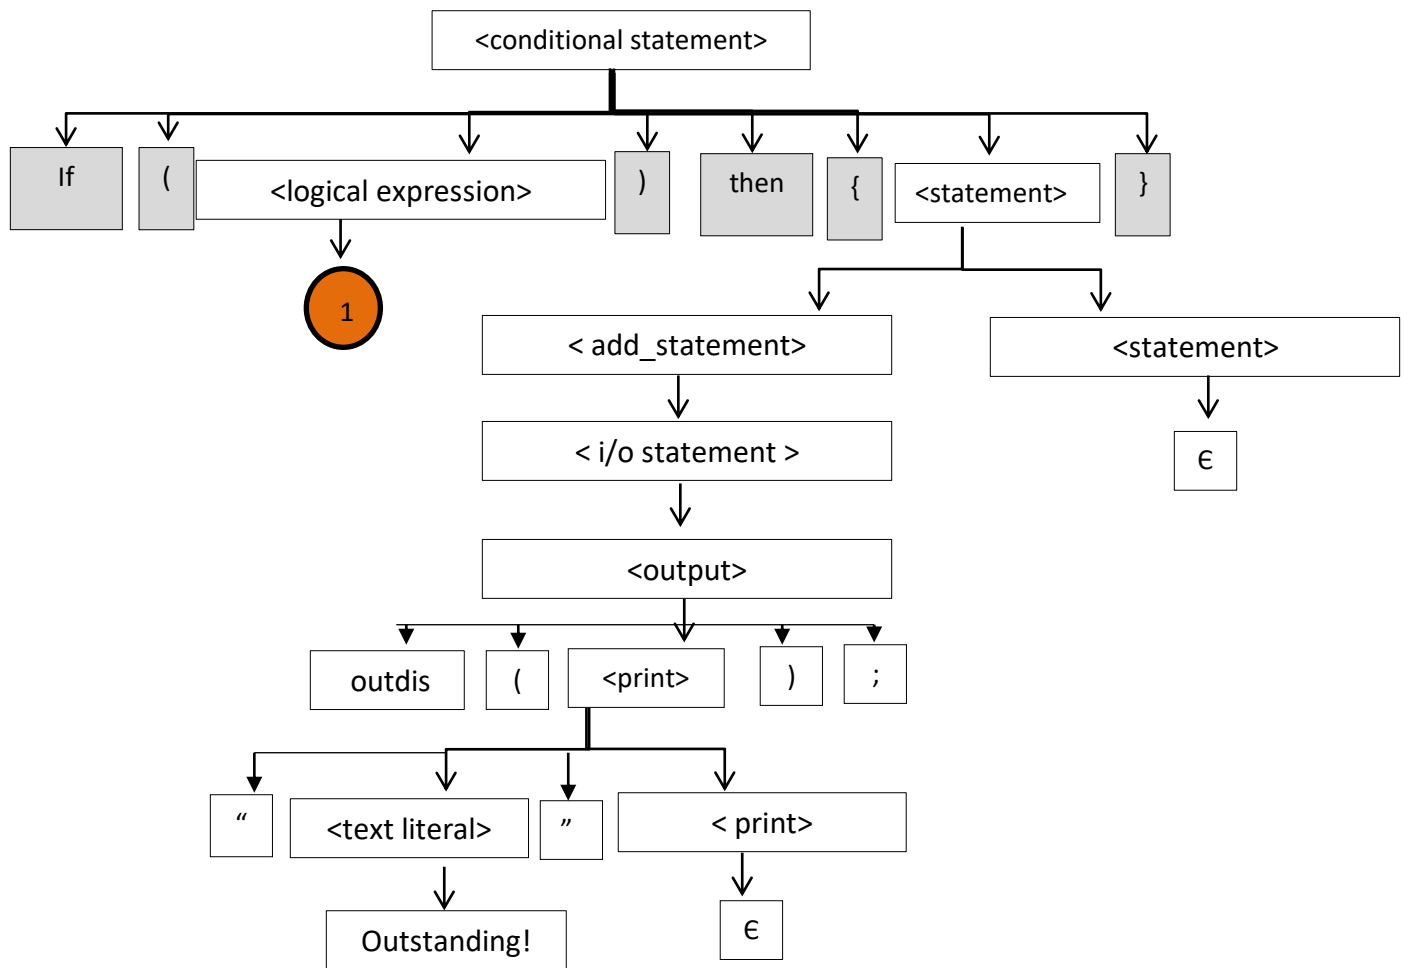 <conditional statement>
If
(
<logical expression>
)
then
{
<statement>
}
1
< add_statement>
<statement>
< i/o statement >
Є
<output>
outdis
(
<print>
)
;
“
<text literal>
”
< print>
Outstanding!
Є